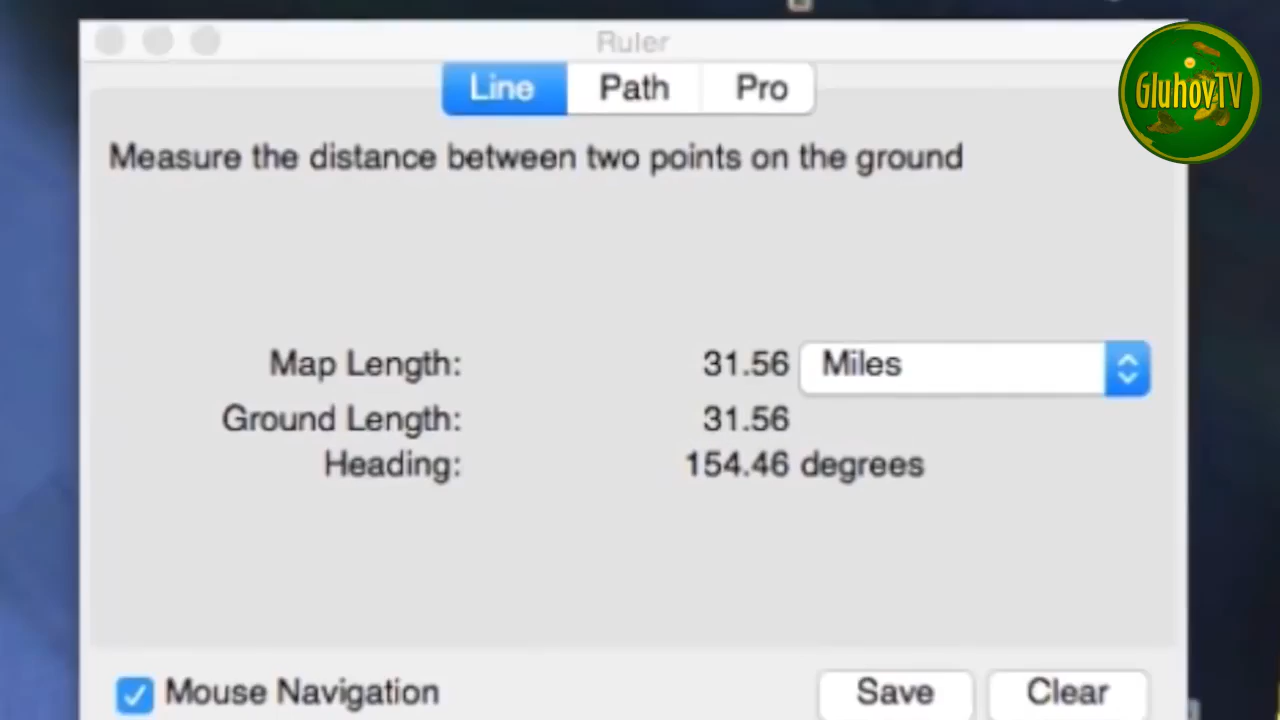 Ruler
GluhovTV
Line Path Pro
Measure the distance between two points on the ground
Map Length: 31.56 Miles
Ground Length: 31.56
Heading: 154.46 degrees
Mouse Navigation Save Clear